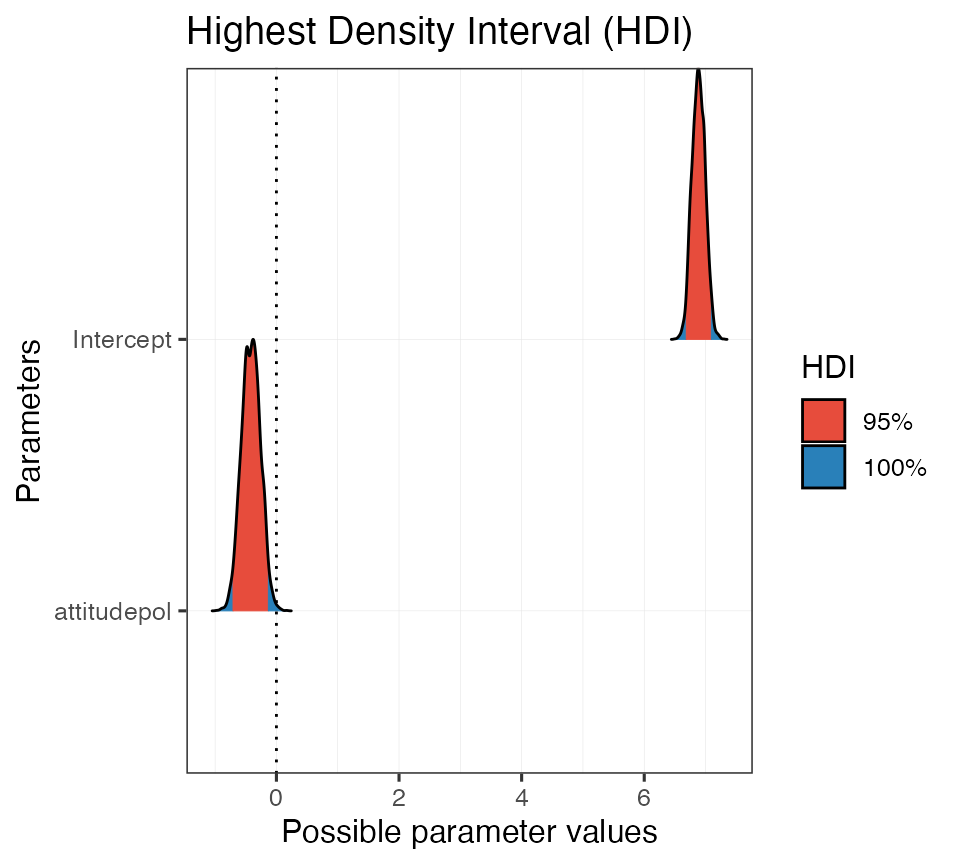 Highest Density Interval (HDI)
Parameters
Intercept
attitudepol
0 2 4 6
Possible parameter values
HDI
95%
100%